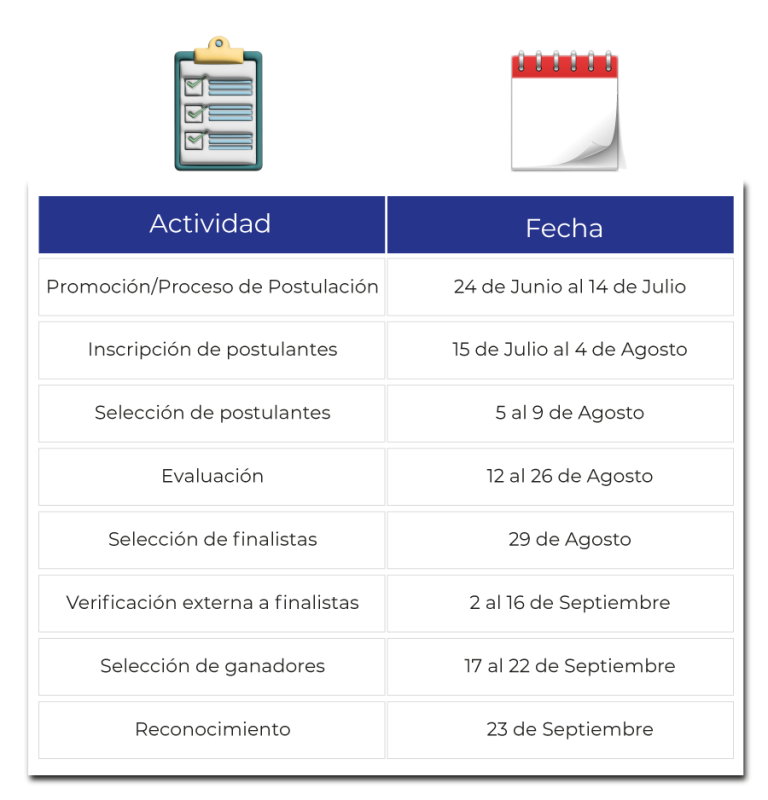 Actividad Fecha
Promoción/Proceso de Postulación 24 de Junio al 14 de Julio
Inscripción de postulantes 15 de Julio al 4 de Agosto
Selección de postulantes 5 al 9 de Agosto
Evaluación 12 al 26 de Agosto
Selección de finalistas 29 de Agosto
Verificación externa a finalistas 2 al 16 de Septiembre
Selección de ganadores 17 al 22 de Septiembre
Reconocimiento 23 de Septiembre